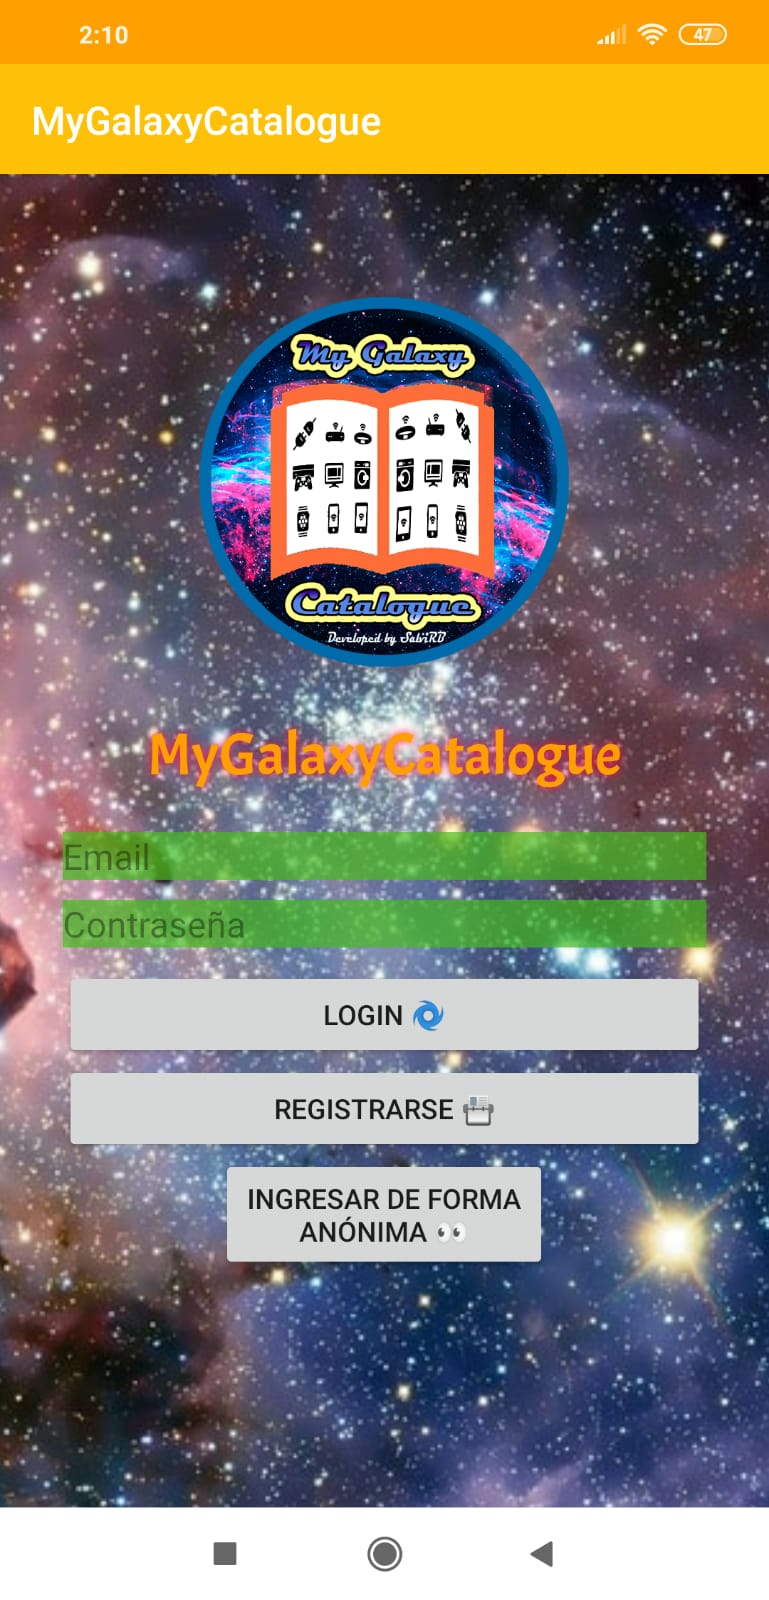 2:10
47
MyGalaxyCatalogue
My Galaxy
Catalogue
Developed by SabiRB
MyGalaxyCatalogue
Email
Contraseña
LOGIN
REGISTRARSE
INGRESAR DE FORMA
ANÓNIMA 👀